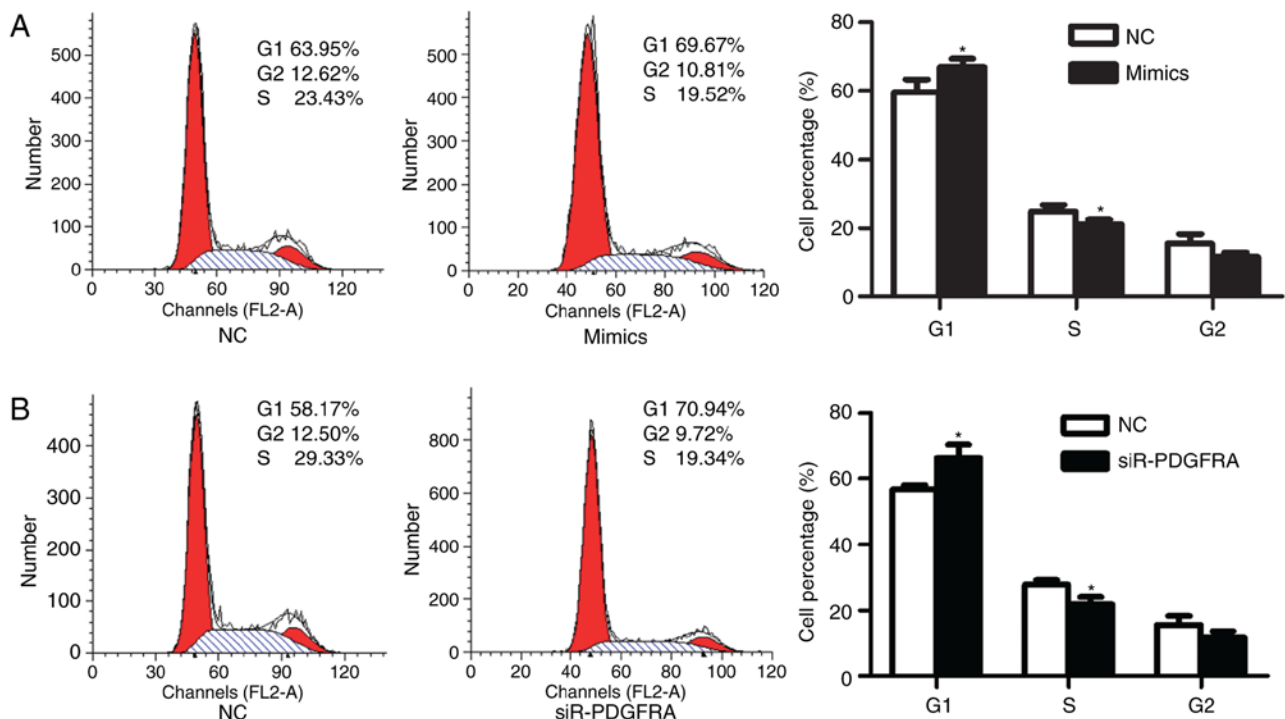 A
G1 63.95%
G2 12.62%
S 23.43%
Number
500
400
300
200
100
0
0 30 60 90 120
Channels (FL2-A)
NC
G1 69.67%
G2 10.81%
S 19.52%
Number
500
400
300
200
100
0
0 20 40 60 80 100 120
Channels (FL2-A)
Mimics
Cell percentage (%)
80
60
40
20
0
NC
Mimics
*
*
G1 S G2
B
G1 58.17%
G2 12.50%
S 29.33%
Number
400
300
200
100
0
0 30 60 90 120
Channels (FL2-A)
NC
G1 70.94%
G2 9.72%
S 19.34%
Number
800
600
400
200
0
0 20 40 60 80 100 120
Channels (FL2-A)
siR-PDGFRA
Cell percentage (%)
80
60
40
20
0
NC
siR-PDGFRA
*
*
G1 S G2